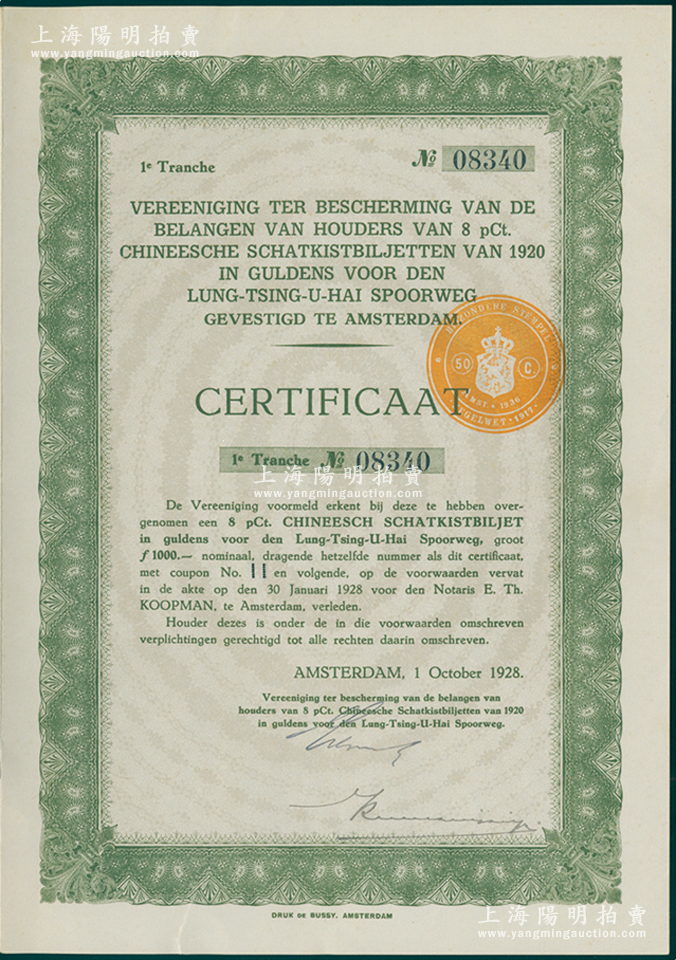 上海陽明拍賣
www.yangmingauction.com
1e Tranche
№ 08340
VEREENIGING TER BESCHERMING VAN DE
BELANGEN VAN HOUDERS VAN 8 pCt.
CHINEESCHE SCHATKISTBILJETTEN VAN 1920
IN GULDENS VOOR DEN
LUNG-TSING-U-HAI SPOORWEG
GEVESTIGD TE AMSTERDAM.
BIJZONDERE STEMPEL
50 C.
AMST • 1936
ZEGELWET • 1917
CERTIFICAAT
1e Tranche № 08340
上海陽明拍賣
www.yangmingauction.com
De Vereeniging voormeld erkent bij deze te hebben over-
genomen een 8 pCt. CHINEESCH SCHATKISTBILJET
in guldens voor den Lung-Tsing-U-Hai Spoorweg, groot
ƒ 1000.— nominaal, dragende hetzelfde nummer als dit certificaat,
met coupon No. 11 en volgende, op de voorwaarden vervat
in de akte op den 30 Januari 1928 voor den Notaris E. Th.
KOOPMAN, te Amsterdam, verleden.
Houder dezes is onder de in die voorwaarden omschreven
verplichtingen gerechtigd tot alle rechten daarin omschreven.
AMSTERDAM, 1 October 1928.
Vereeniging ter bescherming van de belangen van
houders van 8 pCt. Chineesche Schatkistbiljetten van 1920
in guldens voor den Lung-Tsing-U-Hai Spoorweg.
DRUK DE BUSSY, AMSTERDAM
上海陽明拍賣
www.yangmingauction.com